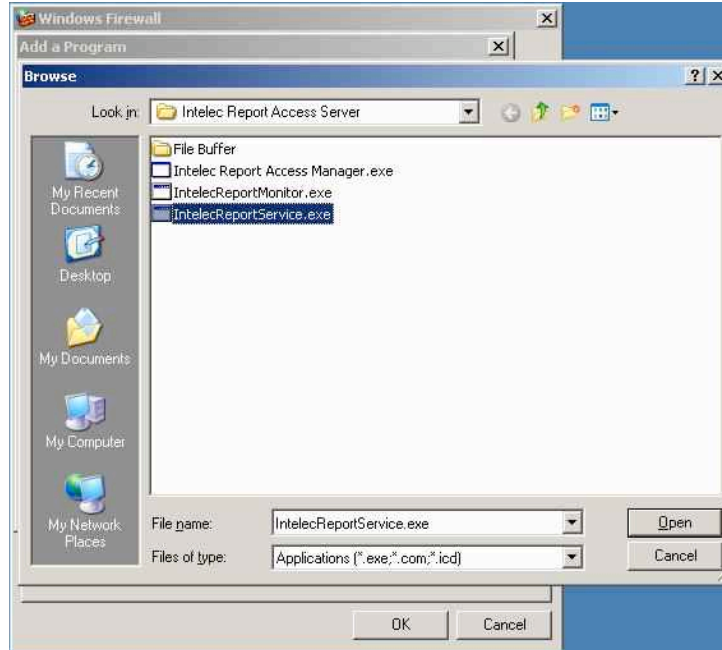 Windows Firewall
Add a Program
Browse
Look in: Intelec Report Access Server
File Buffer
Intelec Report Access Manager.exe
IntelecReportMonitor.exe
IntelecReportService.exe
My Recent
Documents
Desktop
My Documents
My Computer
My Network
Places
File name: IntelecReportService.exe Open
Files of type: Applications (*.exe;*.com;*.icd) Cancel
OK Cancel